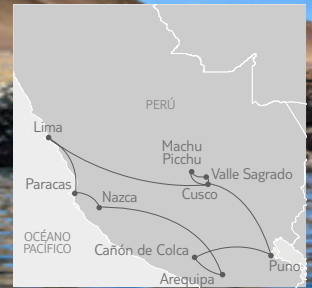 PERÚ
Lima
Machu
Picchu
Valle Sagrado
Cusco
Paracas
Nazca
OCÉANO
PACÍFICO
Cañón de Colca
Puno
Arequipa